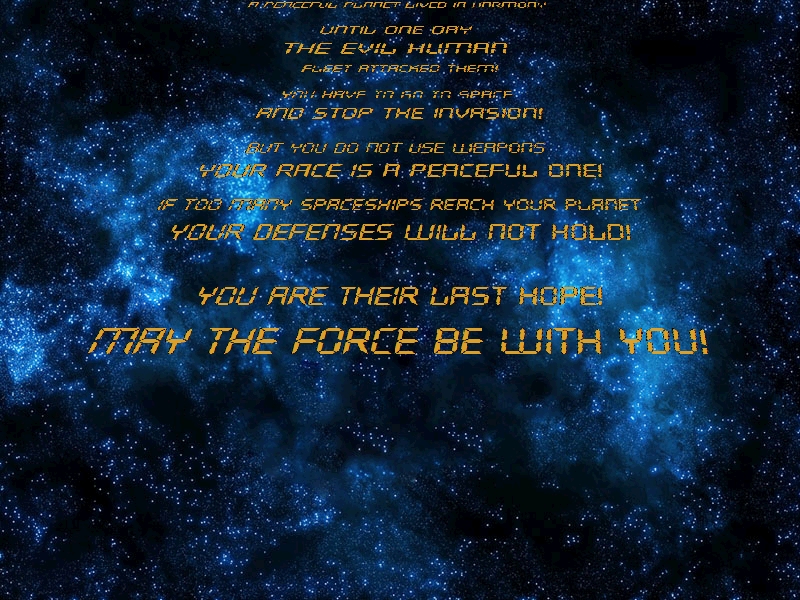 A PEACEFUL PLANET LIVED IN HARMONY
UNTIL ONE DAY
THE EVIL HUMAN
FLEET ATTACKED THEM!
YOU HAVE TO GO TO SPACE
AND STOP THE INVASION!
BUT YOU DO NOT USE WEAPONS
YOUR RACE IS A PEACEFUL ONE!
IF TOO MANY SPACESHIPS REACH YOUR PLANET
YOUR DEFENSES WILL NOT HOLD!
YOU ARE THEIR LAST HOPE!
MAY THE FORCE BE WITH YOU!